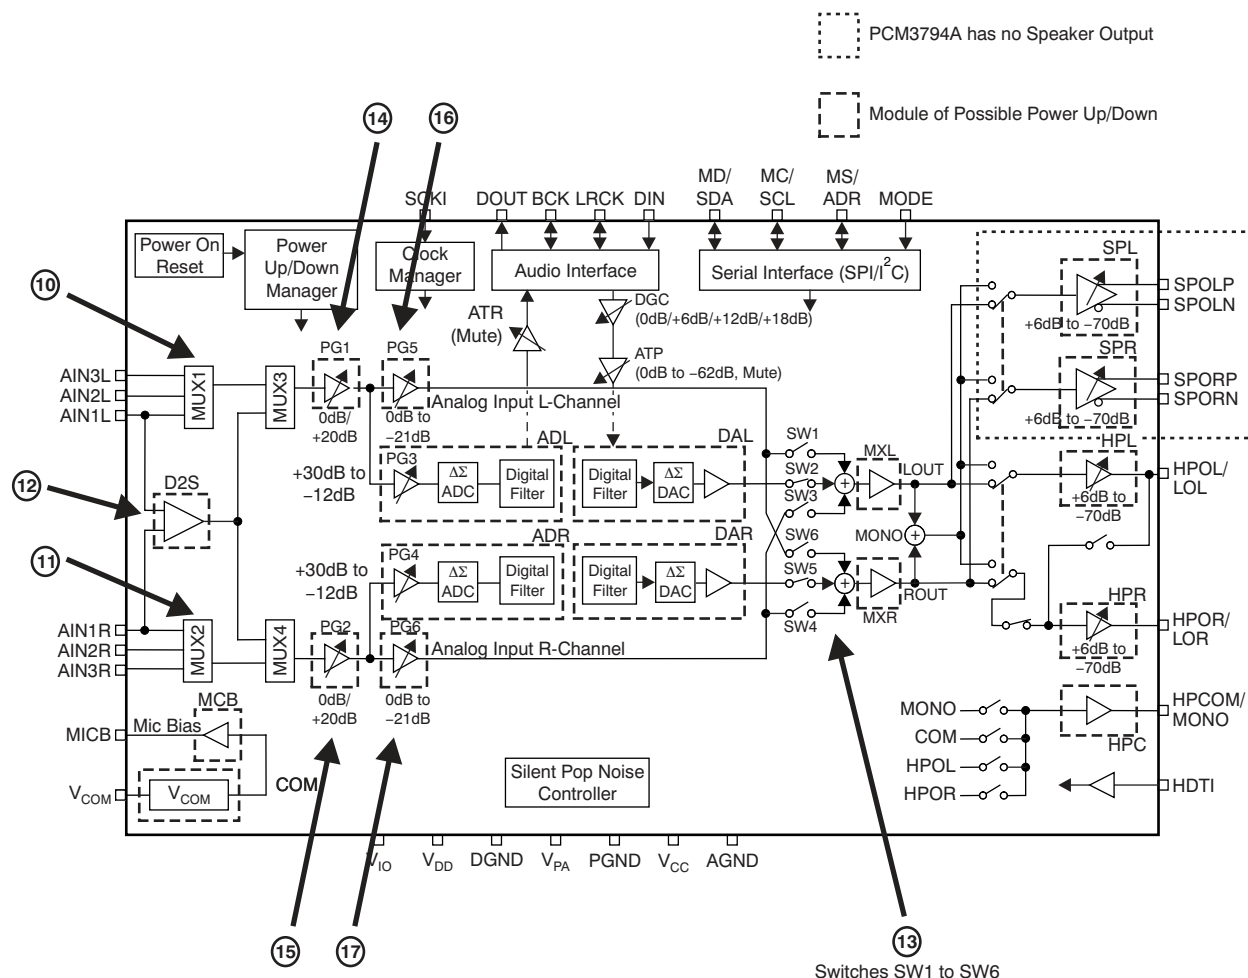 PCM3794A has no Speaker Output
Module of Possible Power Up/Down
14
16
SCKI
DOUT
BCK
LRCK
DIN
MD/
SDA
MC/
SCL
MS/
ADR
MODE
Power On
Reset
Power
Up/Down
Manager
Clock
Manager
Audio Interface
Serial Interface (SPI/I²C)
SPL
SPOLP
SPOLN
+6dB to −70dB
10
ATR
(Mute)
DGC
(0dB/+6dB/+12dB/+18dB)
ATP
(0dB to −62dB, Mute)
SPR
SPORP
SPORN
+6dB to −70dB
AIN3L
AIN2L
AIN1L
MUX1
MUX3
PG1
0dB/
+20dB
PG5
0dB to
−21dB
Analog Input L-Channel
ADL
DAL
PG3
+30dB to
−12dB
ΔΣ
ADC
Digital
Filter
Digital
Filter
ΔΣ
DAC
SW1
SW2
SW3
SW6
SW5
SW4
MXL
LOUT
MONO
ROUT
MXR
HPL
+6dB to
−70dB
HPOL/
LOL
12
D2S
11
ADR
DAR
PG4
+30dB to
−12dB
ΔΣ
ADC
Digital
Filter
Digital
Filter
ΔΣ
DAC
AIN1R
AIN2R
AIN3R
MUX2
MUX4
PG2
0dB/
+20dB
PG6
0dB to
−21dB
Analog Input R-Channel
HPR
+6dB to
−70dB
HPOR/
LOR
MCB
Mic Bias
MICB
COM
VCOM
VCOM
Silent Pop Noise
Controller
MONO
COM
HPOL
HPOR
HPC
HPCOM/
MONO
HDTI
VIO
VDD
DGND
VPA
PGND
VCC
AGND
15
17
13
Switches SW1 to SW6